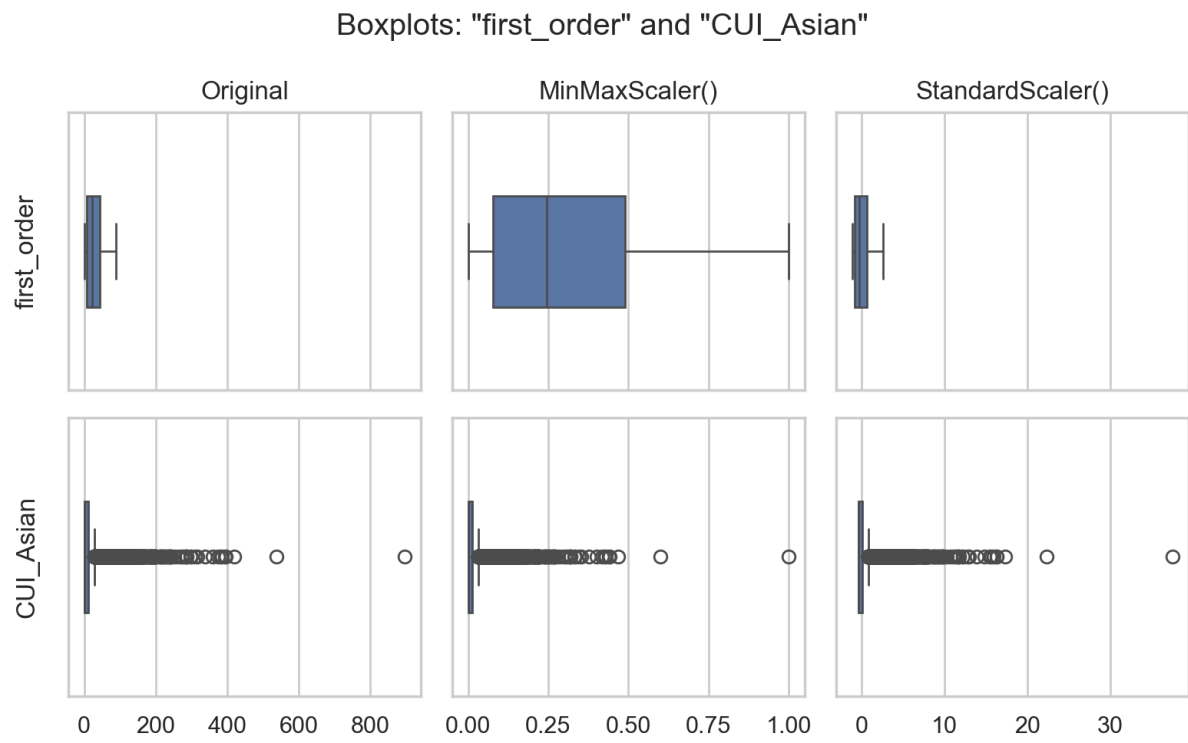 Boxplots: "first_order" and "CUI_Asian"
Original MinMaxScaler() StandardScaler()
first_order
CUI_Asian
0 200 400 600 800 0.00 0.25 0.50 0.75 1.00 0 10 20 30